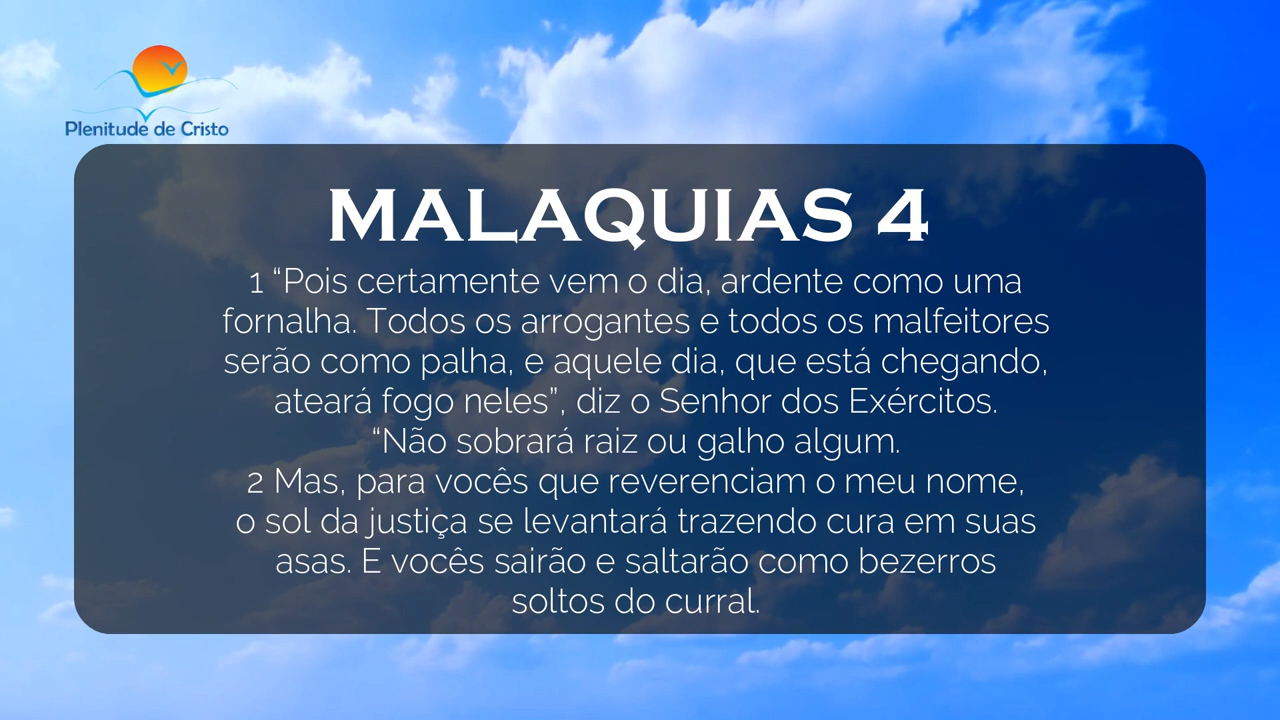 Plenitude de Cristo
MALAQUIAS 4
1 “Pois certamente vem o dia, ardente como uma
fornalha. Todos os arrogantes e todos os malfeitores
serão como palha, e aquele dia, que está chegando,
ateará fogo neles”, diz o Senhor dos Exércitos.
“Não sobrará raiz ou galho algum.
2 Mas, para vocês que reverenciam o meu nome,
o sol da justiça se levantará trazendo cura em suas
asas. E vocês sairão e saltarão como bezerros
soltos do curral.